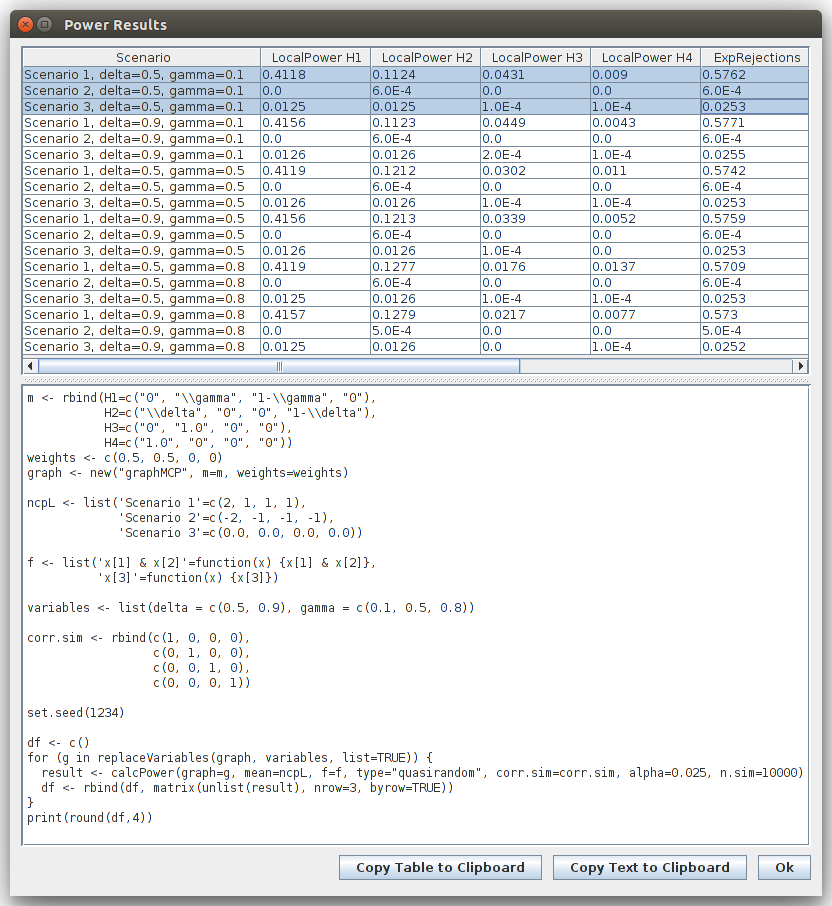 Power Results
Scenario LocalPower H1 LocalPower H2 LocalPower H3 LocalPower H4 ExpRejections
Scenario 1, delta=0.5, gamma=0.1 0.4118 0.1124 0.0431 0.009 0.5762
Scenario 2, delta=0.5, gamma=0.1 0.0 6.0E-4 0.0 0.0 6.0E-4
Scenario 3, delta=0.5, gamma=0.1 0.0125 0.0125 1.0E-4 1.0E-4 0.0253
Scenario 1, delta=0.9, gamma=0.1 0.4156 0.1123 0.0449 0.0043 0.5771
Scenario 2, delta=0.9, gamma=0.1 0.0 6.0E-4 0.0 0.0 6.0E-4
Scenario 3, delta=0.9, gamma=0.1 0.0126 0.0126 2.0E-4 1.0E-4 0.0255
Scenario 1, delta=0.5, gamma=0.5 0.4119 0.1212 0.0302 0.011 0.5742
Scenario 2, delta=0.5, gamma=0.5 0.0 6.0E-4 0.0 0.0 6.0E-4
Scenario 3, delta=0.5, gamma=0.5 0.0126 0.0126 1.0E-4 1.0E-4 0.0253
Scenario 1, delta=0.9, gamma=0.5 0.4156 0.1213 0.0339 0.0052 0.5759
Scenario 2, delta=0.9, gamma=0.5 0.0 6.0E-4 0.0 0.0 6.0E-4
Scenario 3, delta=0.9, gamma=0.5 0.0126 0.0126 1.0E-4 0.0 0.0253
Scenario 1, delta=0.5, gamma=0.8 0.4119 0.1277 0.0176 0.0137 0.5709
Scenario 2, delta=0.5, gamma=0.8 0.0 6.0E-4 0.0 0.0 6.0E-4
Scenario 3, delta=0.5, gamma=0.8 0.0125 0.0126 1.0E-4 1.0E-4 0.0253
Scenario 1, delta=0.9, gamma=0.8 0.4157 0.1279 0.0217 0.0077 0.573
Scenario 2, delta=0.9, gamma=0.8 0.0 5.0E-4 0.0 0.0 5.0E-4
Scenario 3, delta=0.9, gamma=0.8 0.0125 0.0126 0.0 1.0E-4 0.0252
m <- rbind(H1=c("0", "\\gamma", "1-\\gamma", "0"),
H2=c("\\delta", "0", "0", "1-\\delta"),
H3=c("0", "1.0", "0", "0"),
H4=c("1.0", "0", "0", "0"))
weights <- c(0.5, 0.5, 0, 0)
graph <- new("graphMCP", m=m, weights=weights)
ncpL <- list('Scenario 1'=c(2, 1, 1, 1),
'Scenario 2'=c(-2, -1, -1, -1),
'Scenario 3'=c(0.0, 0.0, 0.0, 0.0))
f <- list('x[1] & x[2]'=function(x) {x[1] & x[2]},
'x[3]'=function(x) {x[3]})
variables <- list(delta = c(0.5, 0.9), gamma = c(0.1, 0.5, 0.8))
corr.sim <- rbind(c(1, 0, 0, 0),
c(0, 1, 0, 0),
c(0, 0, 1, 0),
c(0, 0, 0, 1))
set.seed(1234)
df <- c()
for (g in replaceVariables(graph, variables, list=TRUE)) {
result <- calcPower(graph=g, mean=ncpL, f=f, type="quasirandom", corr.sim=corr.sim, alpha=0.025, n.sim=10000)
df <- rbind(df, matrix(unlist(result), nrow=3, byrow=TRUE))
}
print(round(df,4))
Copy Table to Clipboard Copy Text to Clipboard Ok